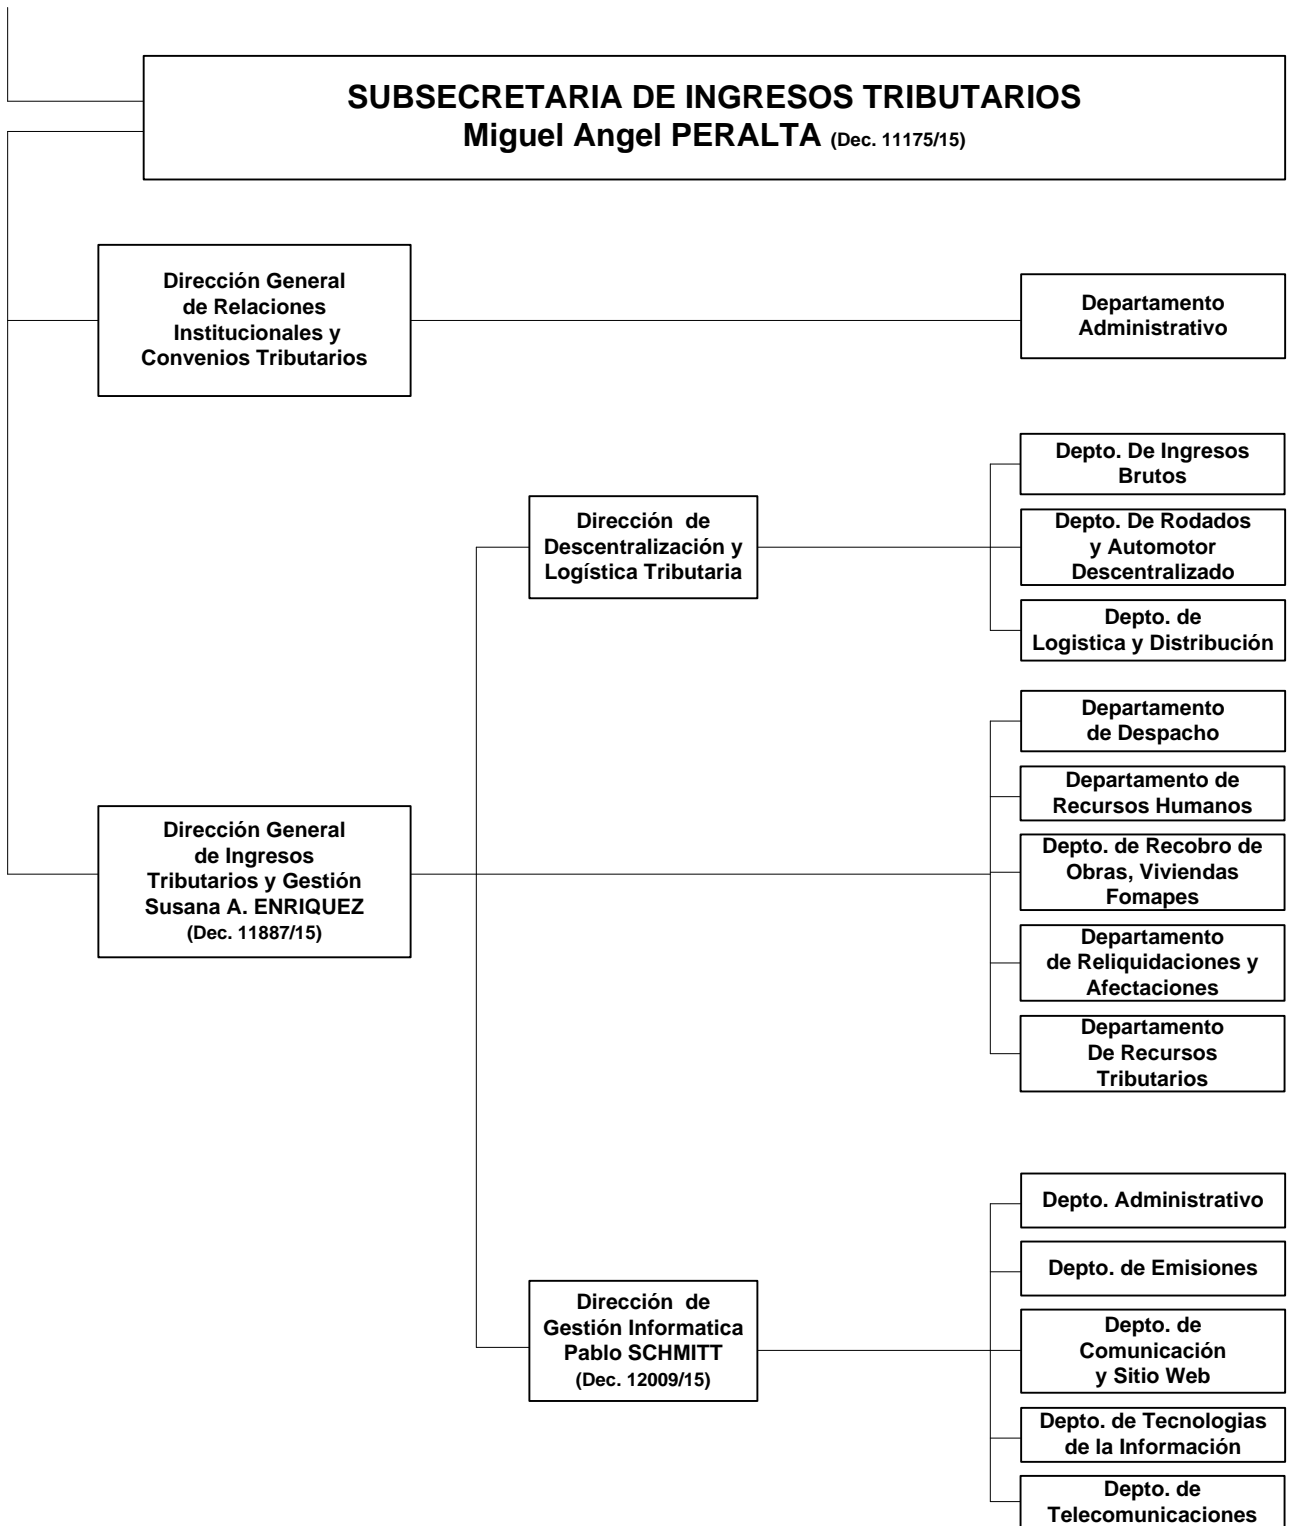 SUBSECRETARIA DE INGRESOS TRIBUTARIOS
Miguel Angel PERALTA (Dec. 11175/15)
Dirección General
de Relaciones
Institucionales y
Convenios Tributarios
Departamento
Administrativo
Depto. De Ingresos
Brutos
Dirección de
Descentralización y
Logística Tributaria
Depto. De Rodados
y Automotor
Descentralizado
Depto. de
Logistica y Distribución
Departamento
de Despacho
Departamento de
Recursos Humanos
Dirección General
de Ingresos
Tributarios y Gestión
Susana A. ENRIQUEZ
(Dec. 11887/15)
Depto. de Recobro de
Obras, Viviendas
Fomapes
Departamento
de Reliquidaciones y
Afectaciones
Departamento
De Recursos
Tributarios
Depto. Administrativo
Depto. de Emisiones
Dirección de
Gestión Informatica
Pablo SCHMITT
(Dec. 12009/15)
Depto. de
Comunicación
y Sitio Web
Depto. de Tecnologias
de la Información
Depto. de
Telecomunicaciones